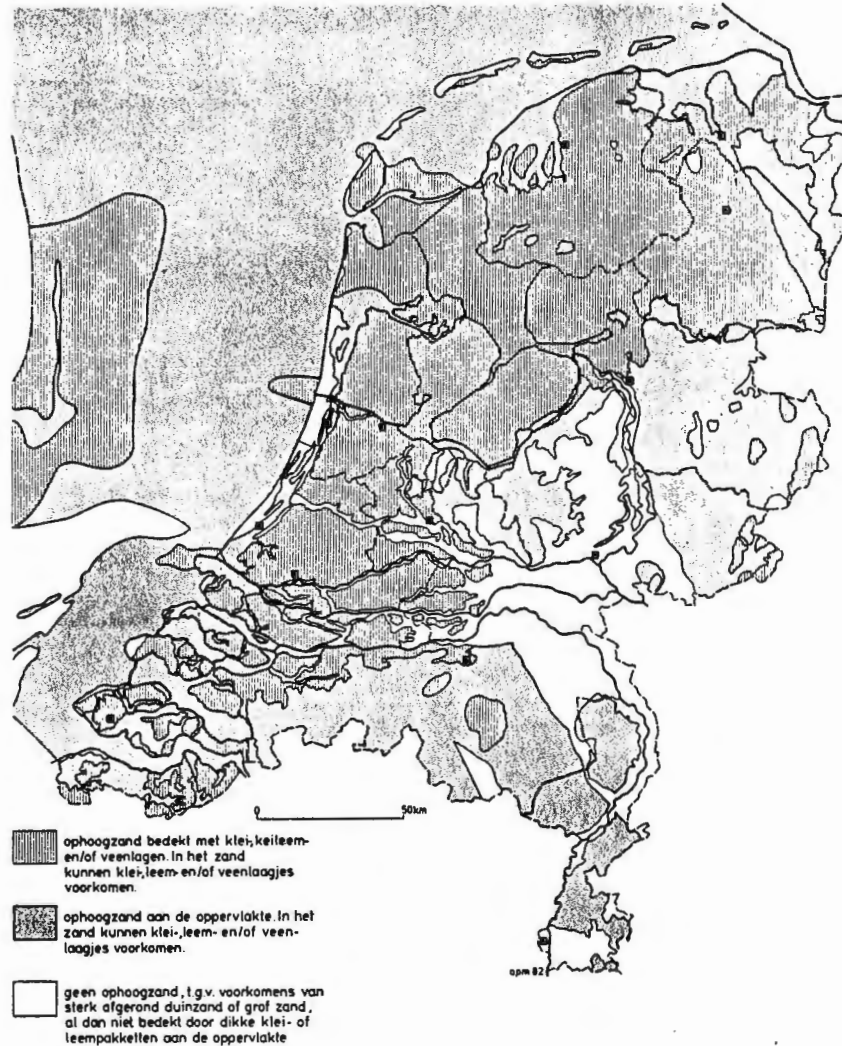 0 50km
ophoogzand bedekt met klei-,keileem-
en/of veenlagen. In het zand
kunnen klei-,leem- en/of veenlaagjes
voorkomen.
ophoogzand aan de oppervlakte. In het
zand kunnen klei-,leem- en/of veen-
laagjes voorkomen.
opm 82
geen ophoogzand, t.g.v. voorkomens van
sterk afgerond duinzand of grof zand,
al dan niet bedekt door dikke klei- of
leempakketten aan de oppervlakte